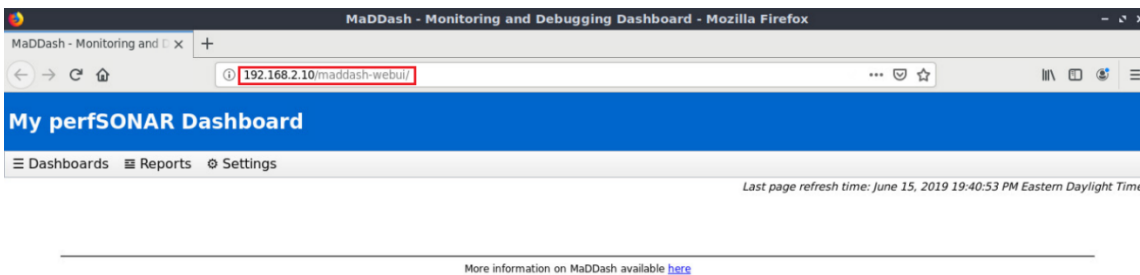 MaDDash - Monitoring and Debugging Dashboard - Mozilla Firefox
MaDDash - Monitoring and D
192.168.2.10/maddash-webui/
My perfSONAR Dashboard
Dashboards Reports Settings
Last page refresh time: June 15, 2019 19:40:53 PM Eastern Daylight Time
More information on MaDDash available here